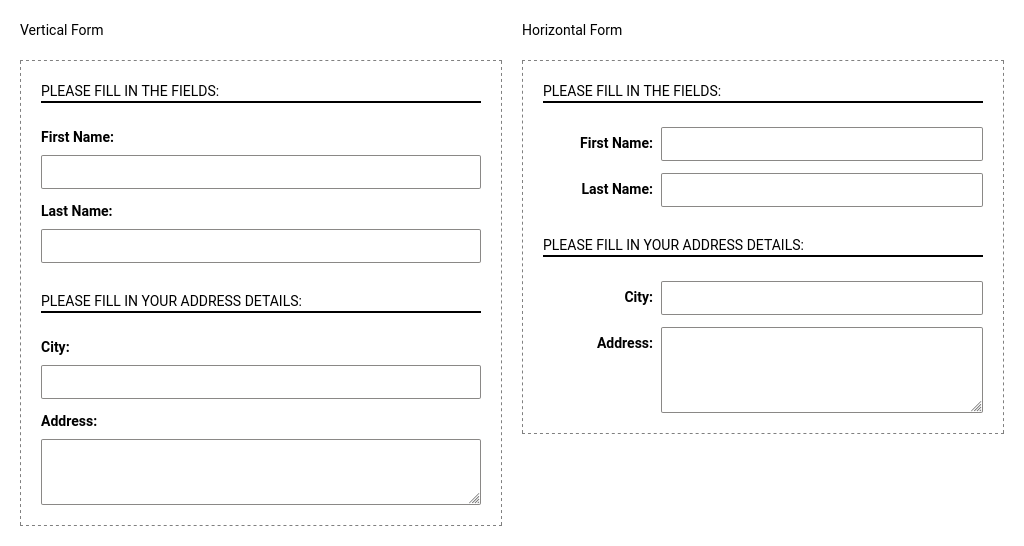 Vertical Form
PLEASE FILL IN THE FIELDS:
First Name:
Last Name:
PLEASE FILL IN YOUR ADDRESS DETAILS:
City:
Address:
Horizontal Form
PLEASE FILL IN THE FIELDS:
First Name:
Last Name:
PLEASE FILL IN YOUR ADDRESS DETAILS:
City:
Address: